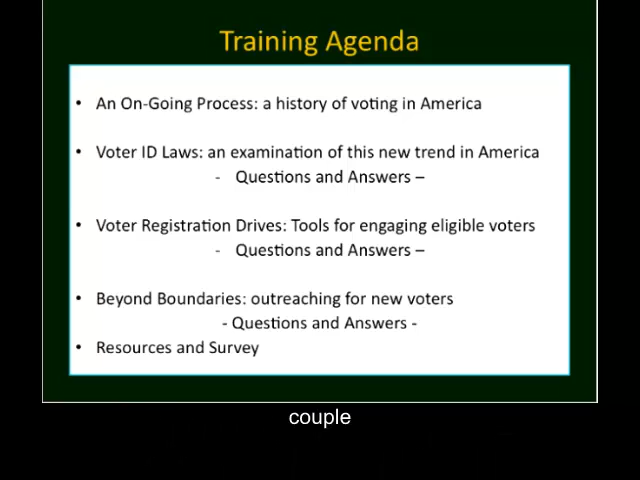 Training Agenda
• An On-Going Process: a history of voting in America
• Voter ID Laws: an examination of this new trend in America
- Questions and Answers –
• Voter Registration Drives: Tools for engaging eligible voters
- Questions and Answers –
• Beyond Boundaries: outreaching for new voters
- Questions and Answers -
• Resources and Survey
couple